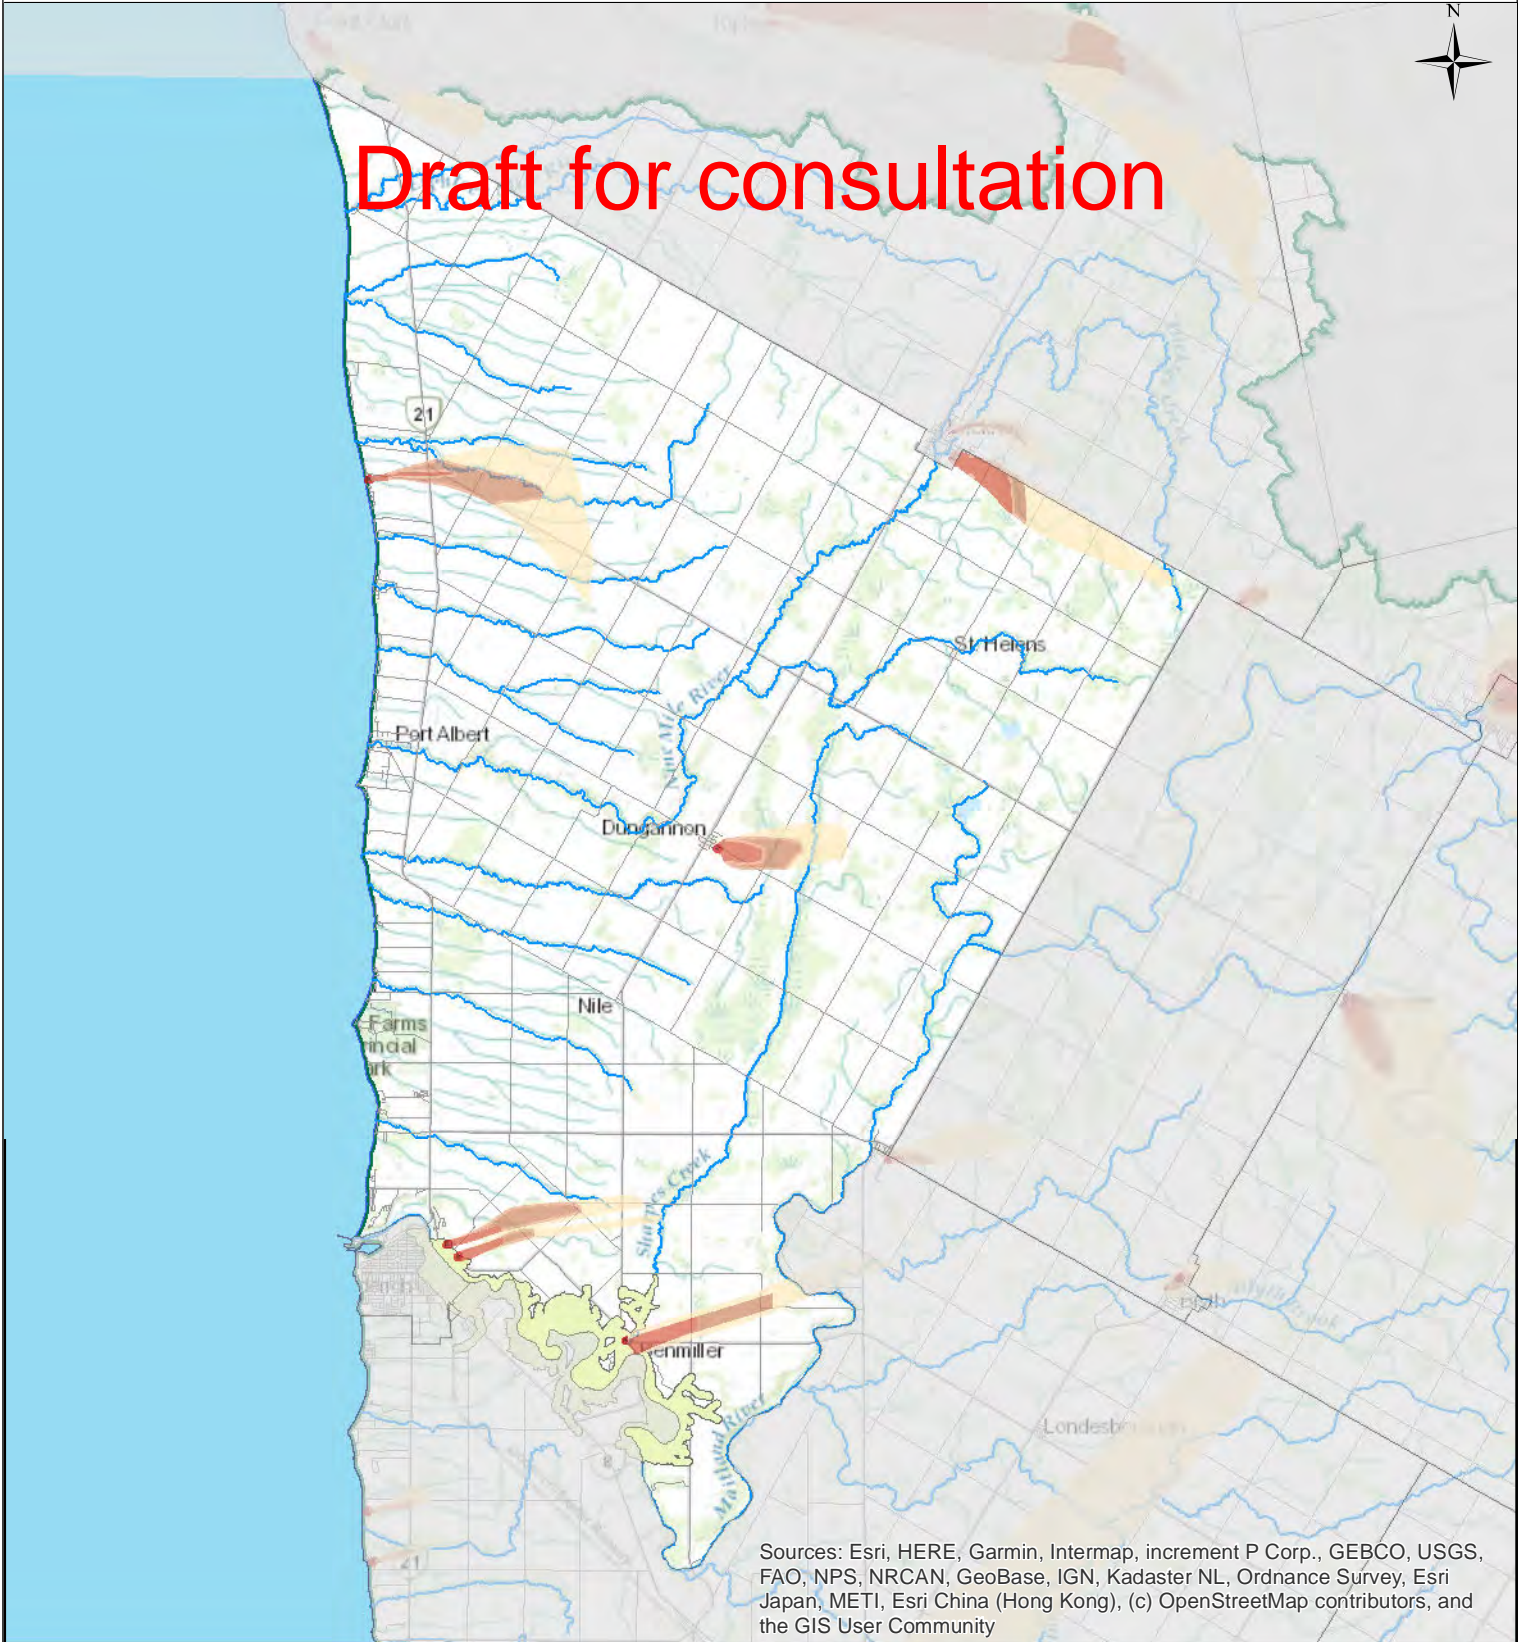 N
Draft for consultation
21
St. Helens
Nine Mile River
Port Albert
Dungannon
Nile
Farms
Sharpes Creek
Maitland River
8
21
Sources: Esri, HERE, Garmin, Intermap, increment P Corp., GEBCO, USGS,
FAO, NPS, NRCAN, GeoBase, IGN, Kadaster NL, Ordnance Survey, Esri
Japan, METI, Esri China (Hong Kong), (c) OpenStreetMap contributors, and
the GIS User Community